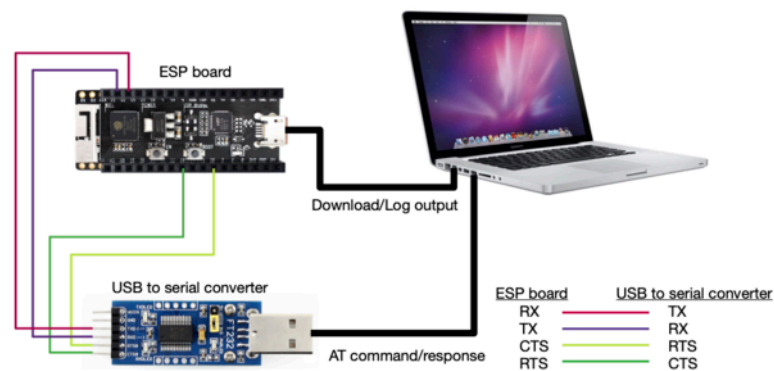 ESP board
Download/Log output
USB to serial converter
AT command/response
ESP board USB to serial converter
RX TX
TX RX
CTS RTS
RTS CTS